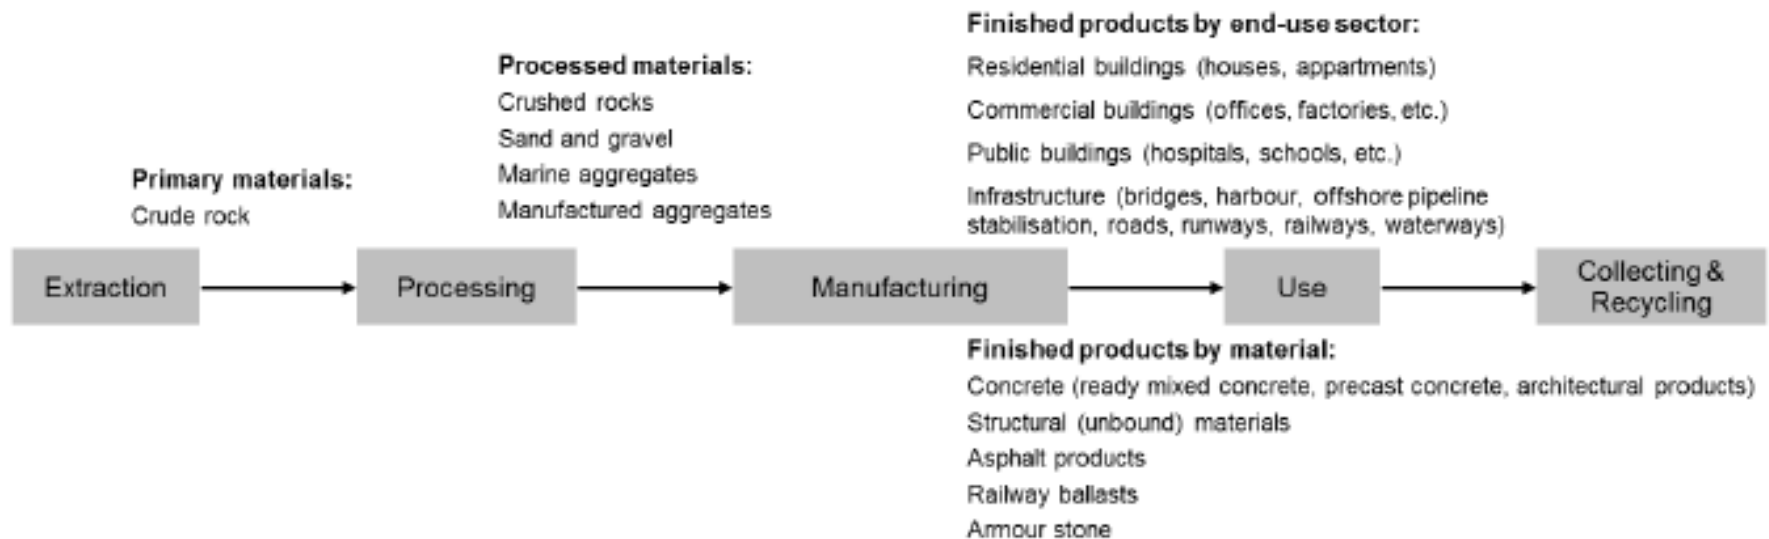 Finished products by end-use sector:
Residential buildings (houses, appartments)
Commercial buildings (offices, factories, etc.)
Public buildings (hospitals, schools, etc.)
Infrastructure (bridges, harbour, offshore pipeline
stabilisation, roads, runways, railways, waterways)
Processed materials:
Crushed rocks
Sand and gravel
Marine aggregates
Manufactured aggregates
Primary materials:
Crude rock
Extraction
Processing
Manufacturing
Use
Collecting &
Recycling
Finished products by material:
Concrete (ready mixed concrete, precast concrete, architectural products)
Structural (unbound) materials
Asphalt products
Railway ballasts
Armour stone